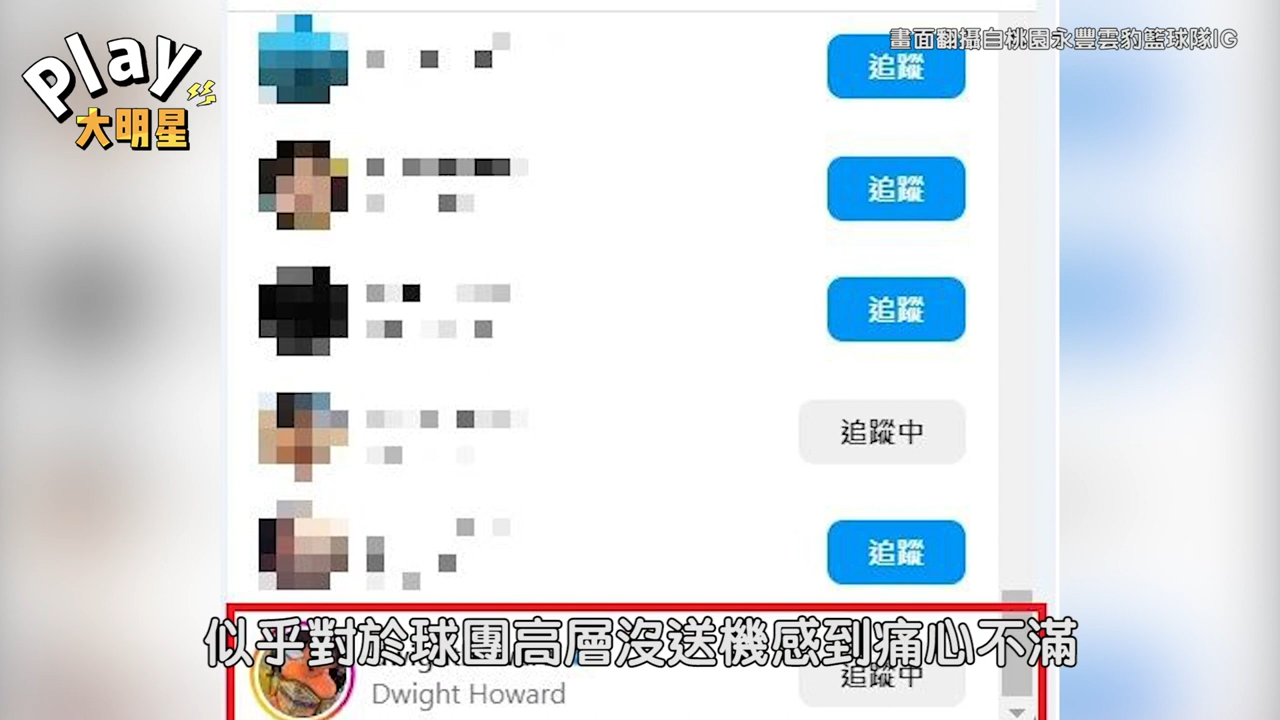 Play
大明星
畫面翻攝自桃園永豐雲豹籃球隊IG
追蹤
追蹤
追蹤
追蹤中
追蹤
似乎對於球團高層沒送機感到痛心不滿
追蹤中
Dwight Howard